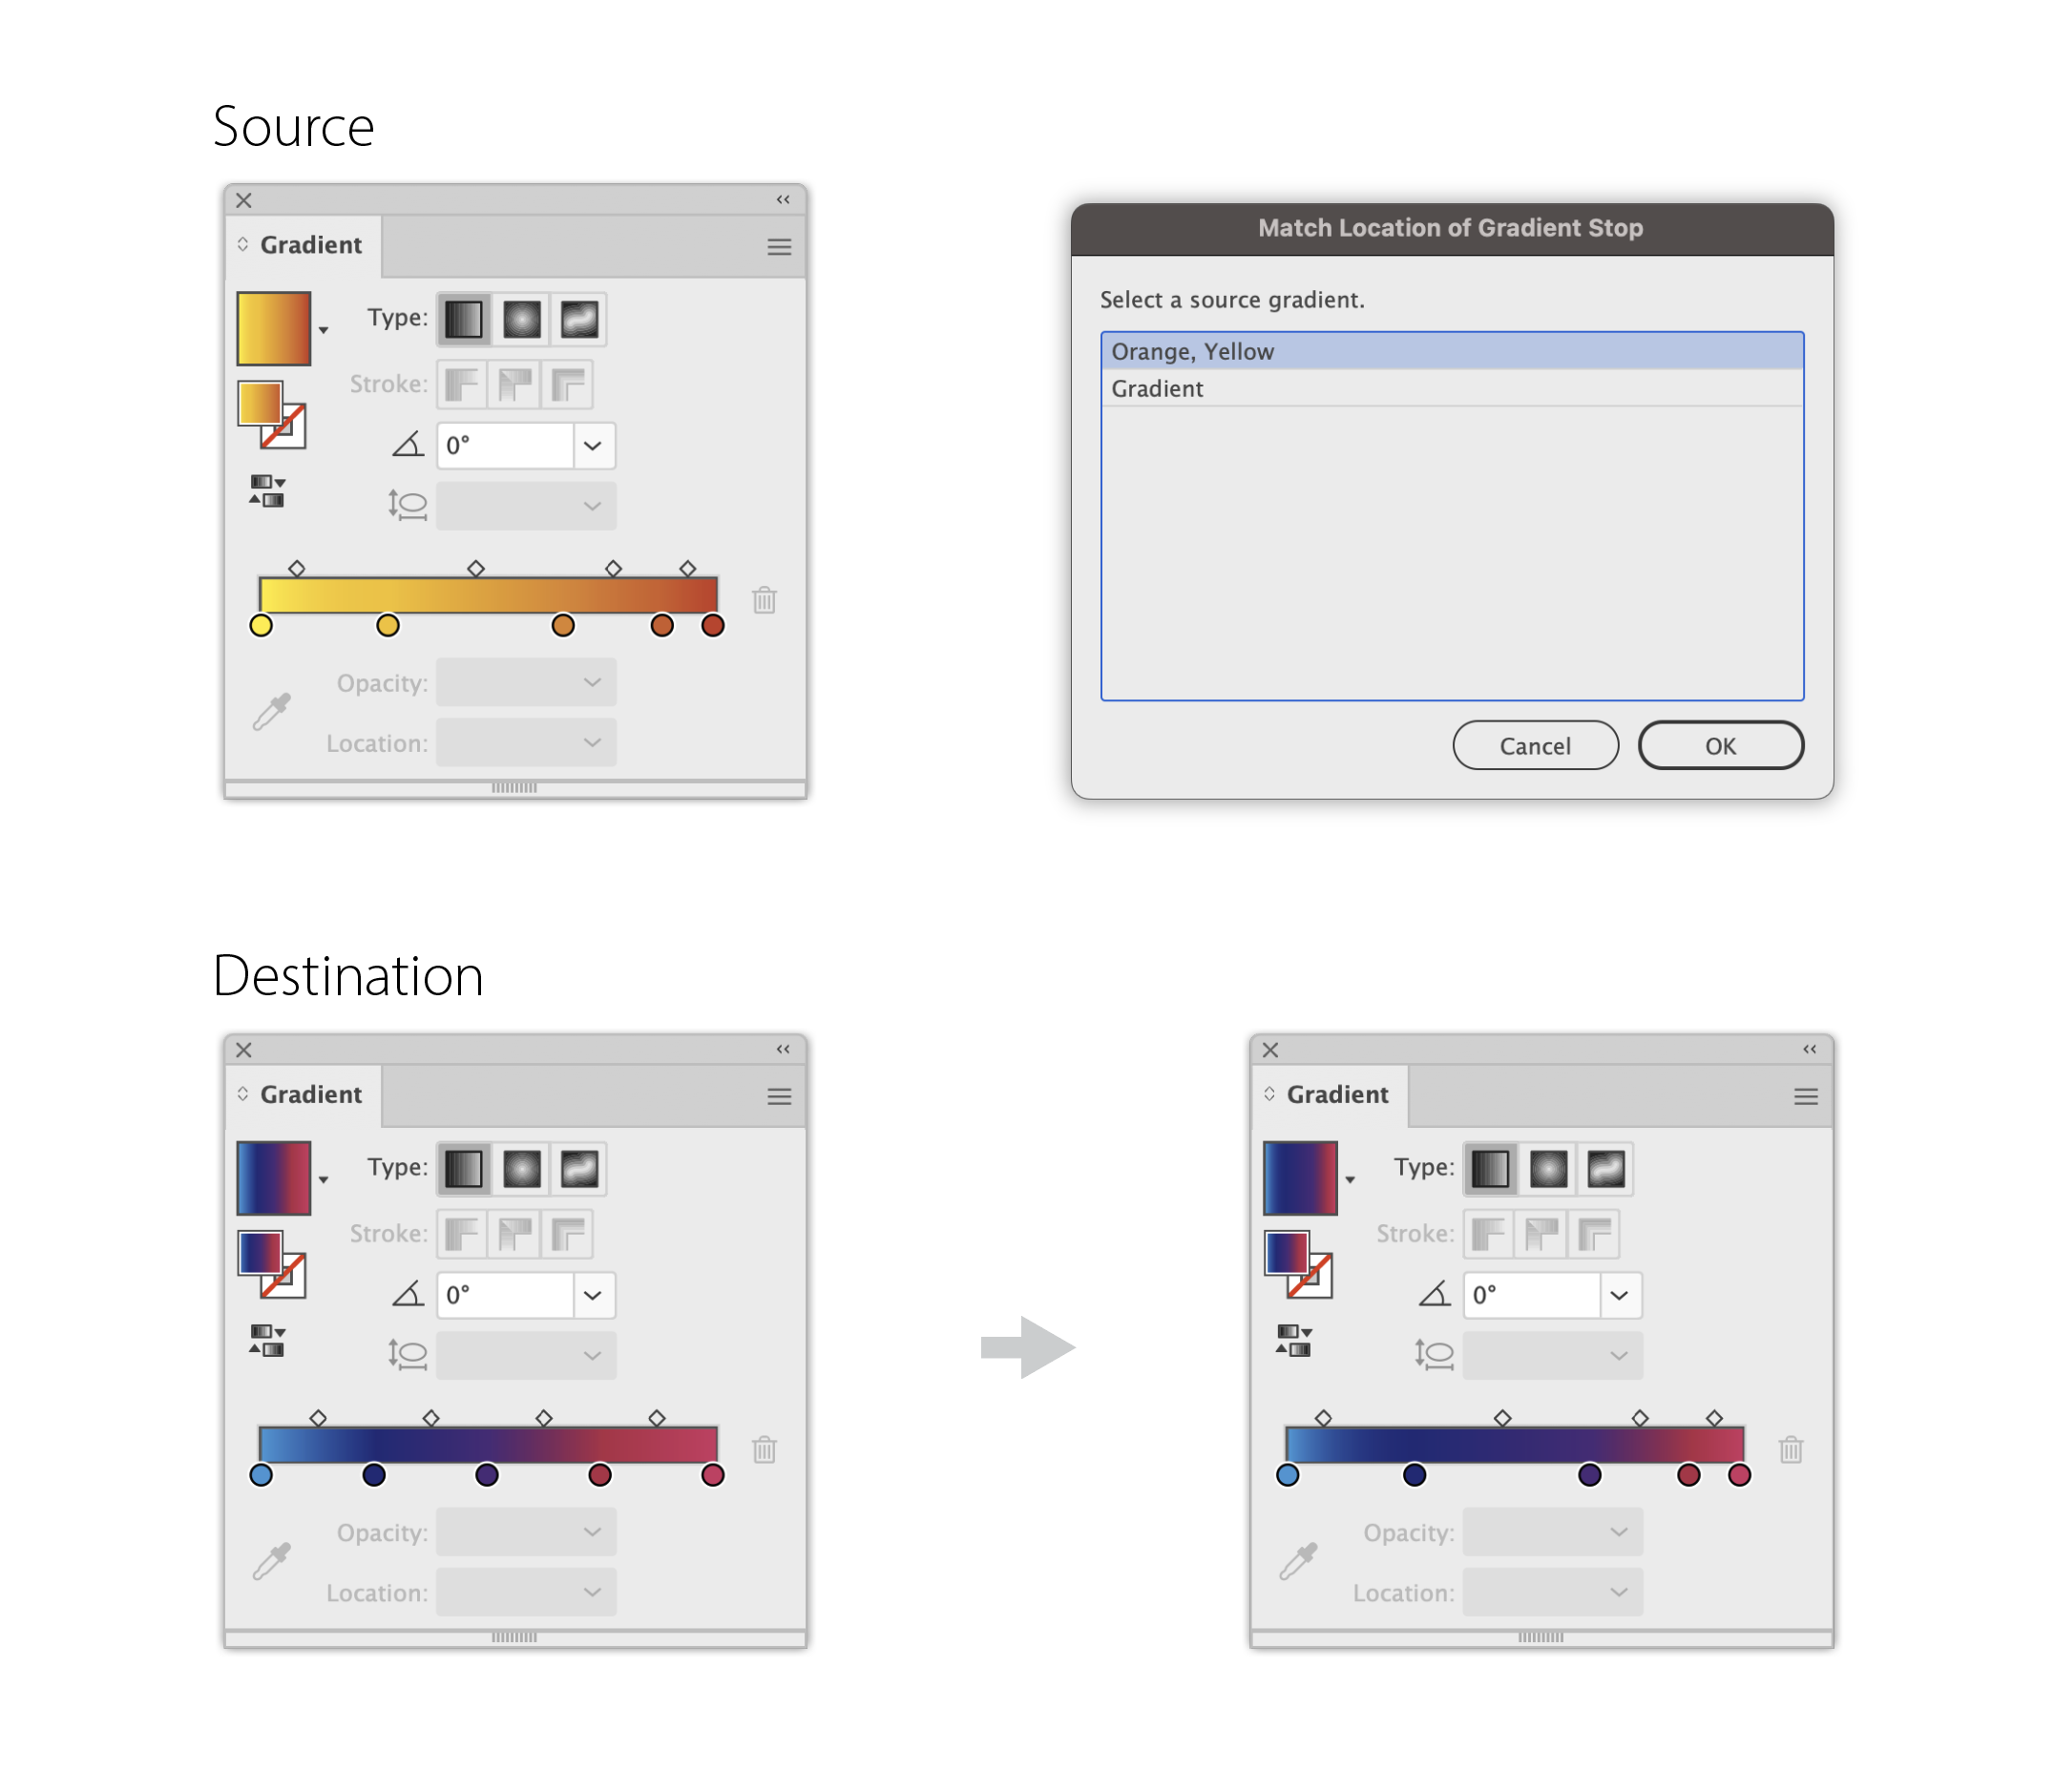 Source
Gradient
Type:
Stroke:
0°
Opacity:
Location:
Match Location of Gradient Stop
Select a source gradient.
Orange, Yellow
Gradient
Cancel
OK
Destination
Gradient
Type:
Stroke:
0°
Opacity:
Location:
Gradient
Type:
Stroke:
0°
Opacity:
Location: